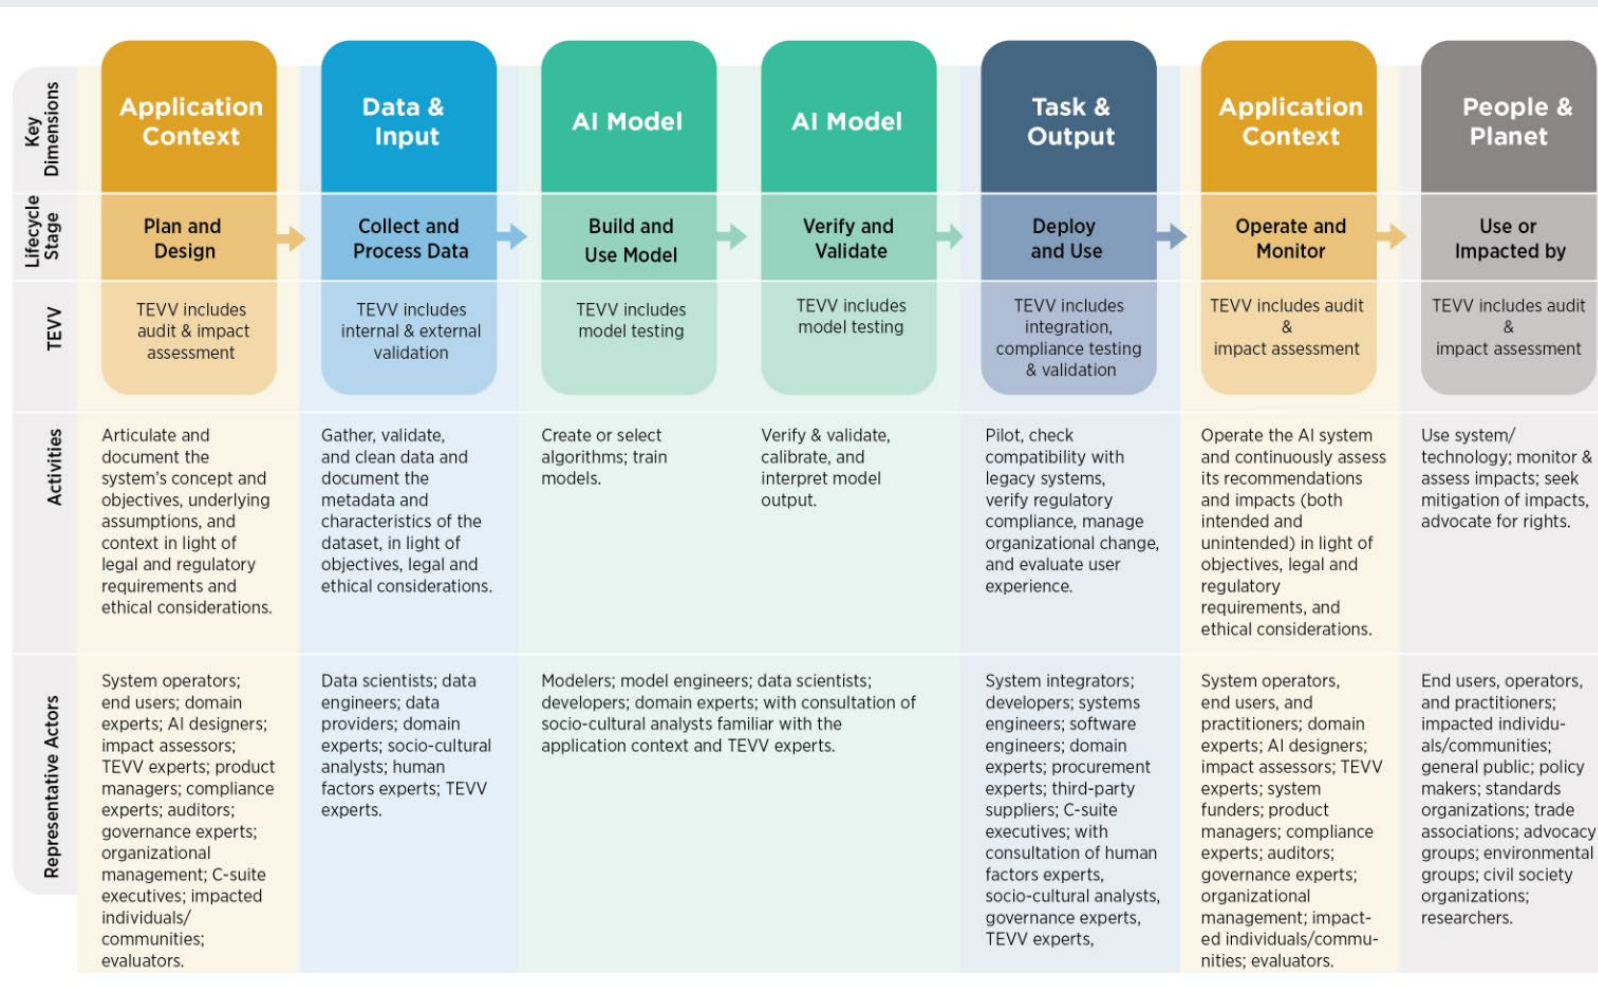 Key
Dimensions
Application
Context
Data &
Input
AI Model
AI Model
Task &
Output
Application
Context
People &
Planet
Lifecycle
Stage
Plan and
Design
Collect and
Process Data
Build and
Use Model
Verify and
Validate
Deploy
and Use
Operate and
Monitor
Use or
Impacted by
TEVV
TEVV includes
audit & impact
assessment
TEVV includes
internal & external
validation
TEVV includes
model testing
TEVV includes
model testing
TEVV includes
integration,
compliance testing
& validation
TEVV includes audit
&
impact assessment
TEVV includes audit
&
impact assessment
Activities
Articulate and
document the
system's concept and
objectives, underlying
assumptions, and
context in light of
legal and regulatory
requirements and
ethical considerations.
Gather, validate,
and clean data and
document the
metadata and
characteristics of the
dataset, in light of
objectives, legal and
ethical considerations.
Create or select
algorithms; train
models.
Verify & validate,
calibrate, and
interpret model
output.
Pilot, check
compatibility with
legacy systems,
verify regulatory
compliance, manage
organizational change,
and evaluate user
experience.
Operate the AI system
and continuously assess
its recommendations
and impacts (both
intended and
unintended) in light of
objectives, legal and
regulatory
requirements, and
ethical considerations.
Use system/
technology; monitor &
assess impacts; seek
mitigation of impacts,
advocate for rights.
Representative Actors
System operators;
end users; domain
experts; AI designers;
impact assessors;
TEVV experts; product
managers; compliance
experts; auditors;
governance experts;
organizational
management; C-suite
executives; impacted
individuals/
communities;
evaluators.
Data scientists; data
engineers; data
providers; domain
experts; socio-cultural
analysts; human
factors experts; TEVV
experts.
Modelers; model engineers; data scientists;
developers; domain experts; with consultation of
socio-cultural analysts familiar with the
application context and TEVV experts.
System integrators;
developers; systems
engineers; software
engineers; domain
experts; procurement
experts; third-party
suppliers; C-suite
executives; with
consultation of human
factors experts,
socio-cultural analysts,
governance experts,
TEVV experts,
System operators,
end users, and
practitioners; domain
experts; AI designers;
impact assessors; TEVV
experts; system
funders; product
managers; compliance
experts; auditors;
governance experts;
organizational
management; impact-
ed individuals/commu-
nities; evaluators.
End users, operators,
and practitioners;
impacted individu-
als/communities;
general public; policy
makers; standards
organizations; trade
associations; advocacy
groups; environmental
groups; civil society
organizations;
researchers.